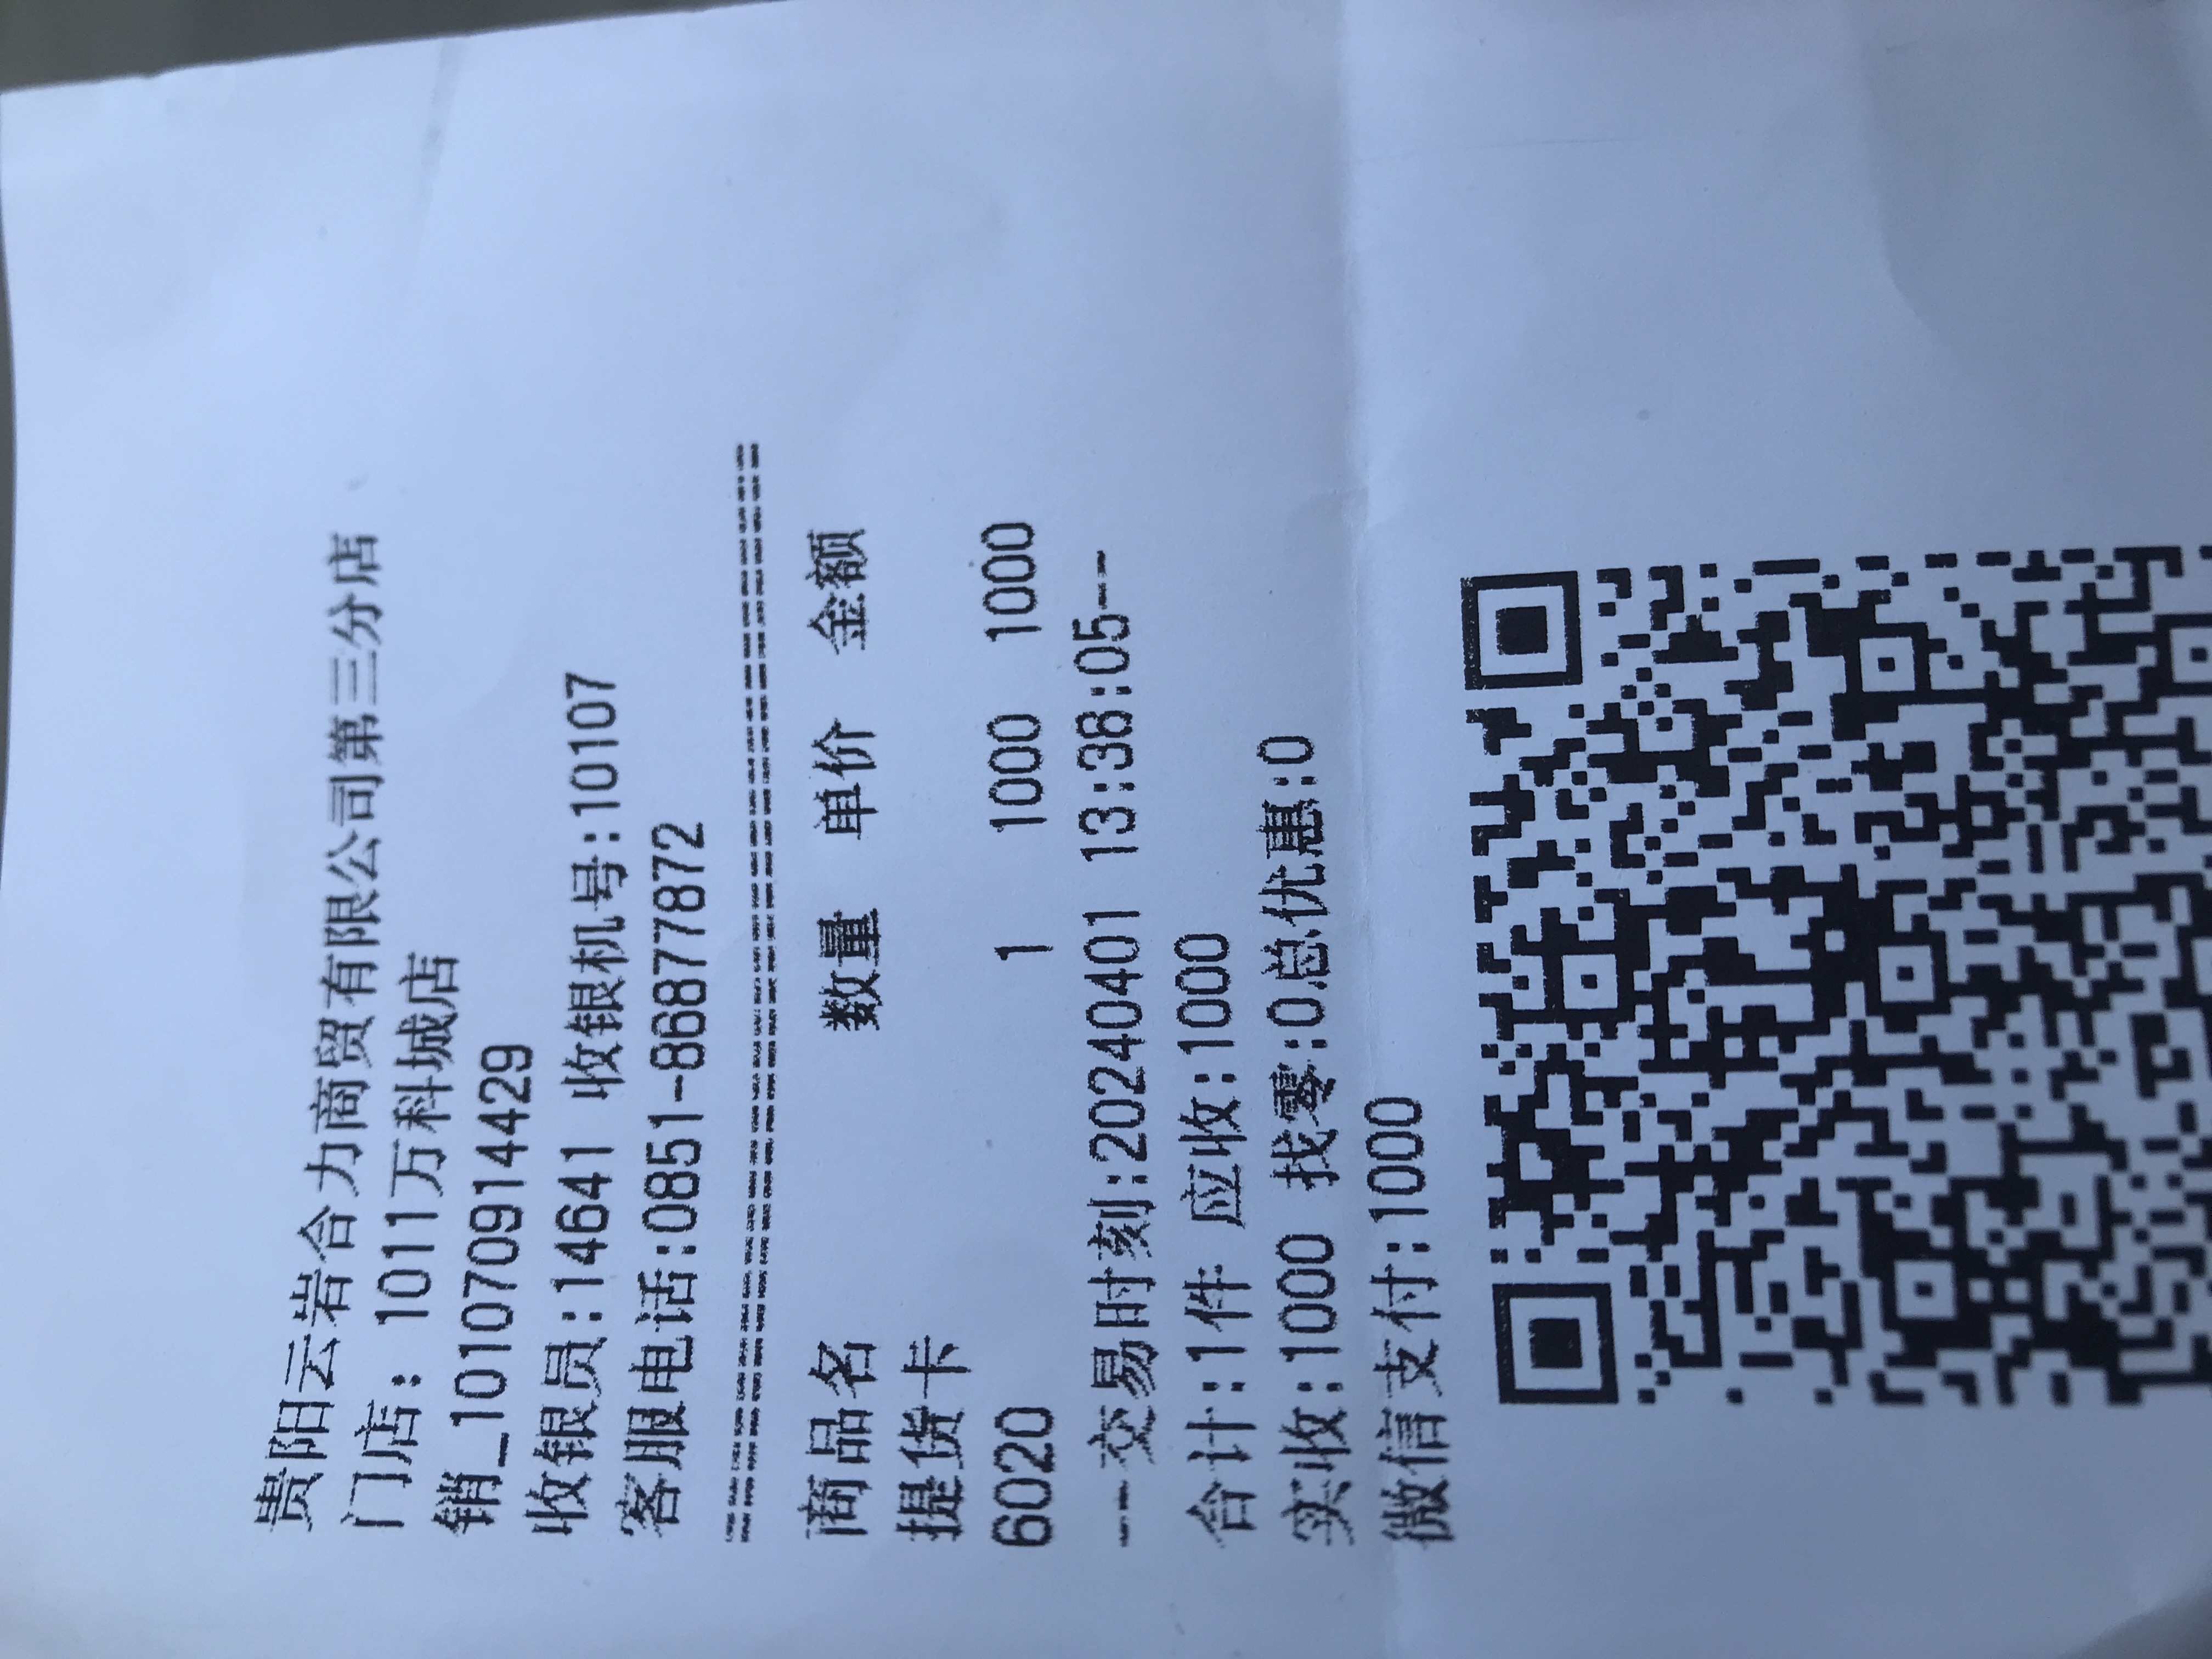 贵阳云岩合力商贸有限公司第三分店
门店: 1011万科城店
销_101070914429
收银员:14641 收银机号:10107
客服电话:0851-86877872
商品名 数量 单价 金额
提货卡
6020 1 1000 1000
---交易时刻:20240401 13:38:05---
合计:1件 应收:1000
实收:1000 找零:0总优惠:0
微信支付:1000